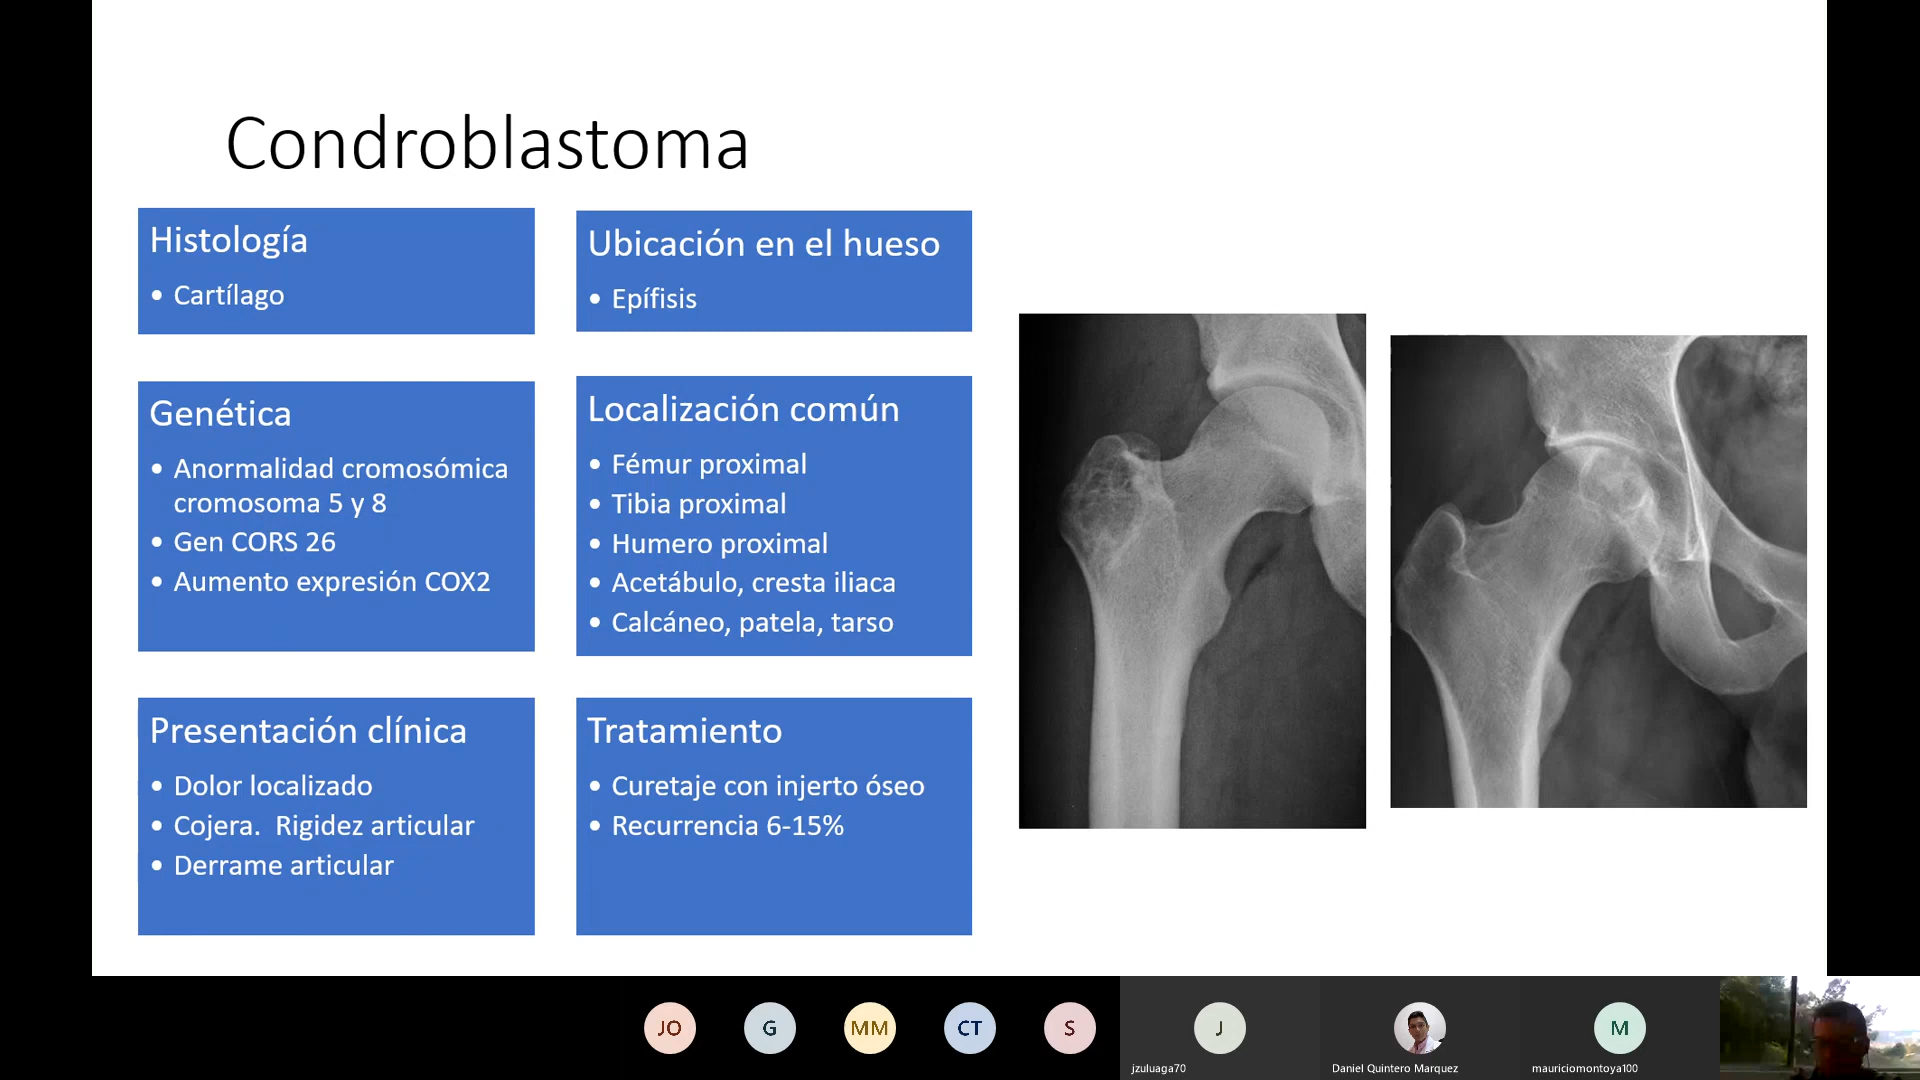 Condroblastoma
Histología
• Cartílago
Ubicación en el hueso
• Epífisis
Genética
• Anormalidad cromosómica
cromosoma 5 y 8
• Gen CORS 26
• Aumento expresión COX2
Localización común
• Fémur proximal
• Tibia proximal
• Humero proximal
• Acetábulo, cresta iliaca
• Calcáneo, patela, tarso
Presentación clínica
• Dolor localizado
• Cojera.  Rigidez articular
• Derrame articular
Tratamiento
• Curetaje con injerto óseo
• Recurrencia 6-15%
JO
G
MM
CT
S
J
M
jzuluaga70
Daniel Quintero Marquez
mauriciomontoya100